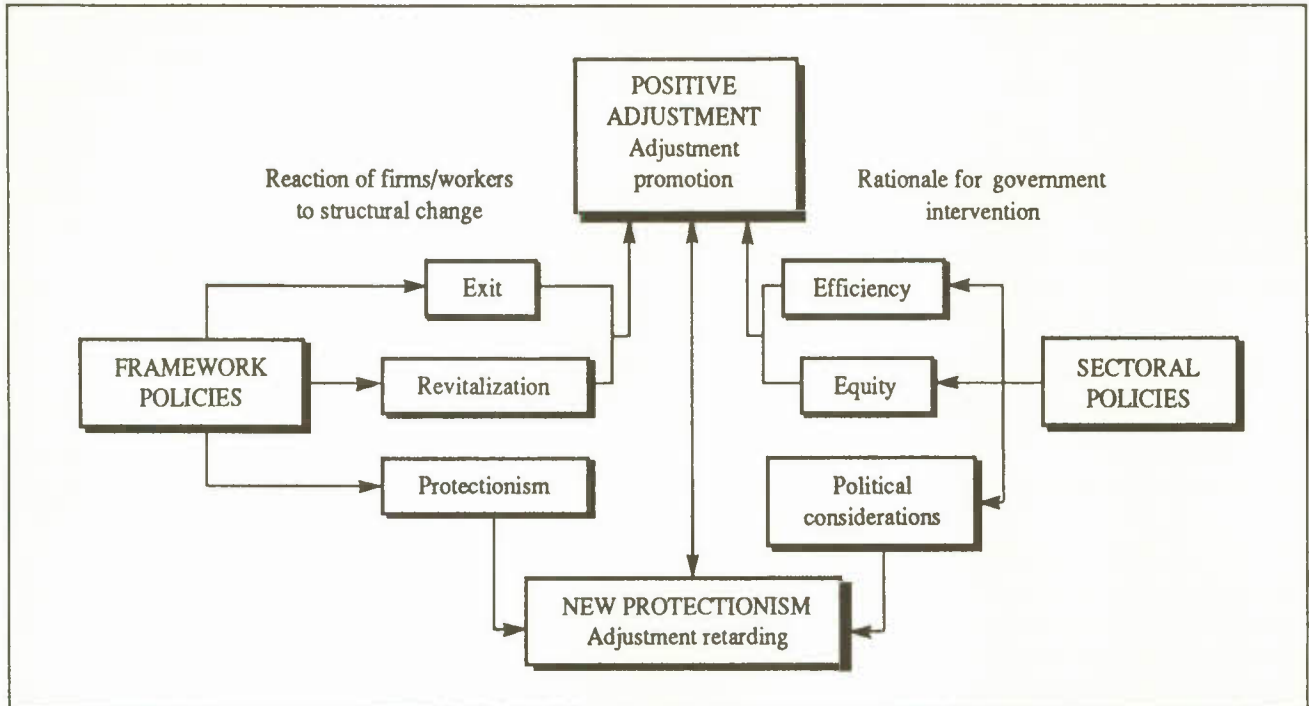 POSITIVE
ADJUSTMENT
Adjustment
promotion
Reaction of firms/workers
to structural change
Rationale for government
intervention
Exit
Efficiency
FRAMEWORK
POLICIES
Revitalization
Equity
SECTORAL
POLICIES
Protectionism
Political
considerations
NEW PROTECTIONISM
Adjustment retarding